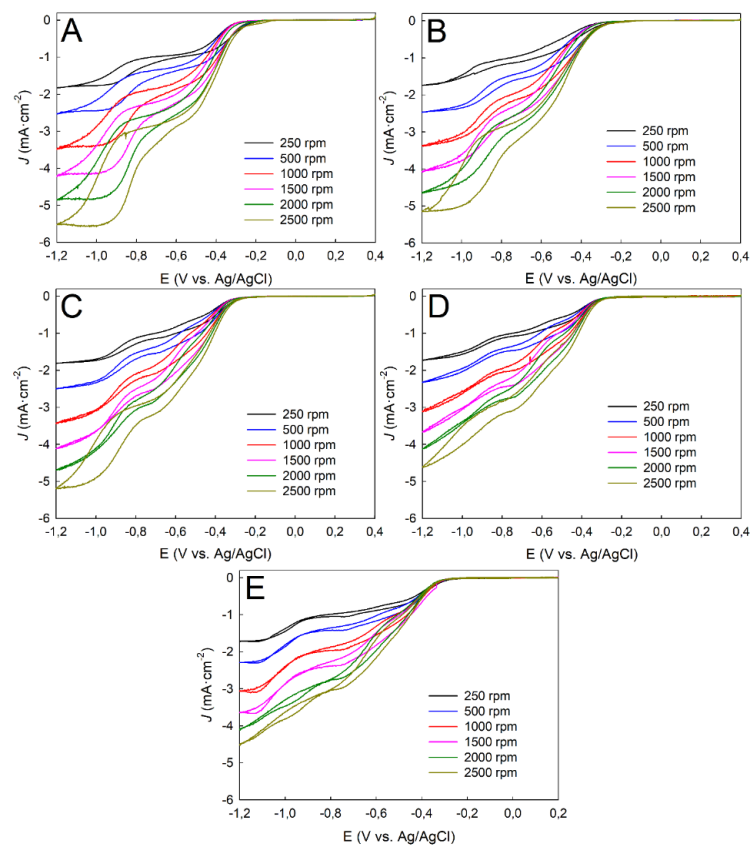 A
0
-1
-2
-3
-4
-5
-6
J (mA·cm⁻²)
250 rpm
500 rpm
1000 rpm
1500 rpm
2000 rpm
2500 rpm
-1,2 -1,0 -0,8 -0,6 -0,4 -0,2 0,0 0,2 0,4
E (V vs. Ag/AgCl)
B
0
-1
-2
-3
-4
-5
-6
J (mA·cm⁻²)
250 rpm
500 rpm
1000 rpm
1500 rpm
2000 rpm
2500 rpm
-1,2 -1,0 -0,8 -0,6 -0,4 -0,2 0,0 0,2 0,4
E (V vs. Ag/AgCl)
C
0
-1
-2
-3
-4
-5
-6
J (mA·cm⁻²)
250 rpm
500 rpm
1000 rpm
1500 rpm
2000 rpm
2500 rpm
-1,2 -1,0 -0,8 -0,6 -0,4 -0,2 0,0 0,2 0,4
E (V vs. Ag/AgCl)
D
0
-1
-2
-3
-4
-5
-6
J (mA·cm⁻²)
250 rpm
500 rpm
1000 rpm
1500 rpm
2000 rpm
2500 rpm
-1,2 -1,0 -0,8 -0,6 -0,4 -0,2 0,0 0,2 0,4
E (V vs. Ag/AgCl)
E
0
-1
-2
-3
-4
-5
-6
J (mA·cm⁻²)
250 rpm
500 rpm
1000 rpm
1500 rpm
2000 rpm
2500 rpm
-1,2 -1,0 -0,8 -0,6 -0,4 -0,2 0,0 0,2
E (V vs. Ag/AgCl)